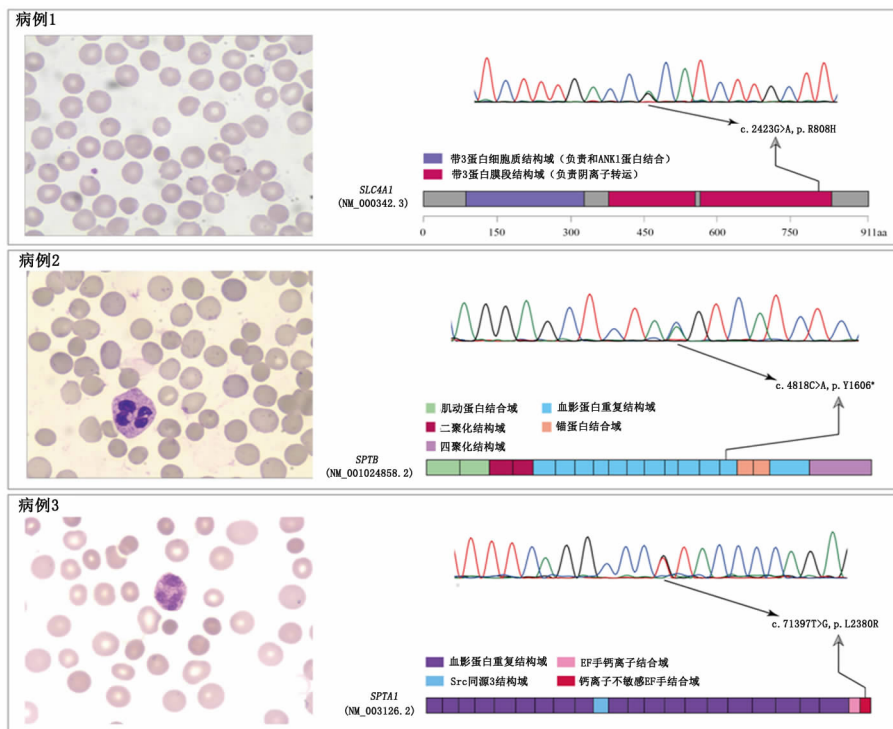 病例1
c.2423G>A,p.R808H
带3蛋白细胞质结构域（负责和ANK1蛋白结合）
带3蛋白膜段结构域（负责阴离子转运）
SLC4A1
(NM_000342.3)
0 150 300 450 600 750 911aa
病例2
c.4818C>A,p.Y1606*
肌动蛋白结合域 血影蛋白重复结构域
二聚化结构域 锚蛋白结合域
四聚化结构域
SPTB
(NM_001024858.2)
病例3
c.71397T>G,p.L2380R
血影蛋白重复结构域 EF手钙离子结合域
Src同源3结构域 钙离子不敏感EF手结合域
SPTA1
(NM_003126.2)